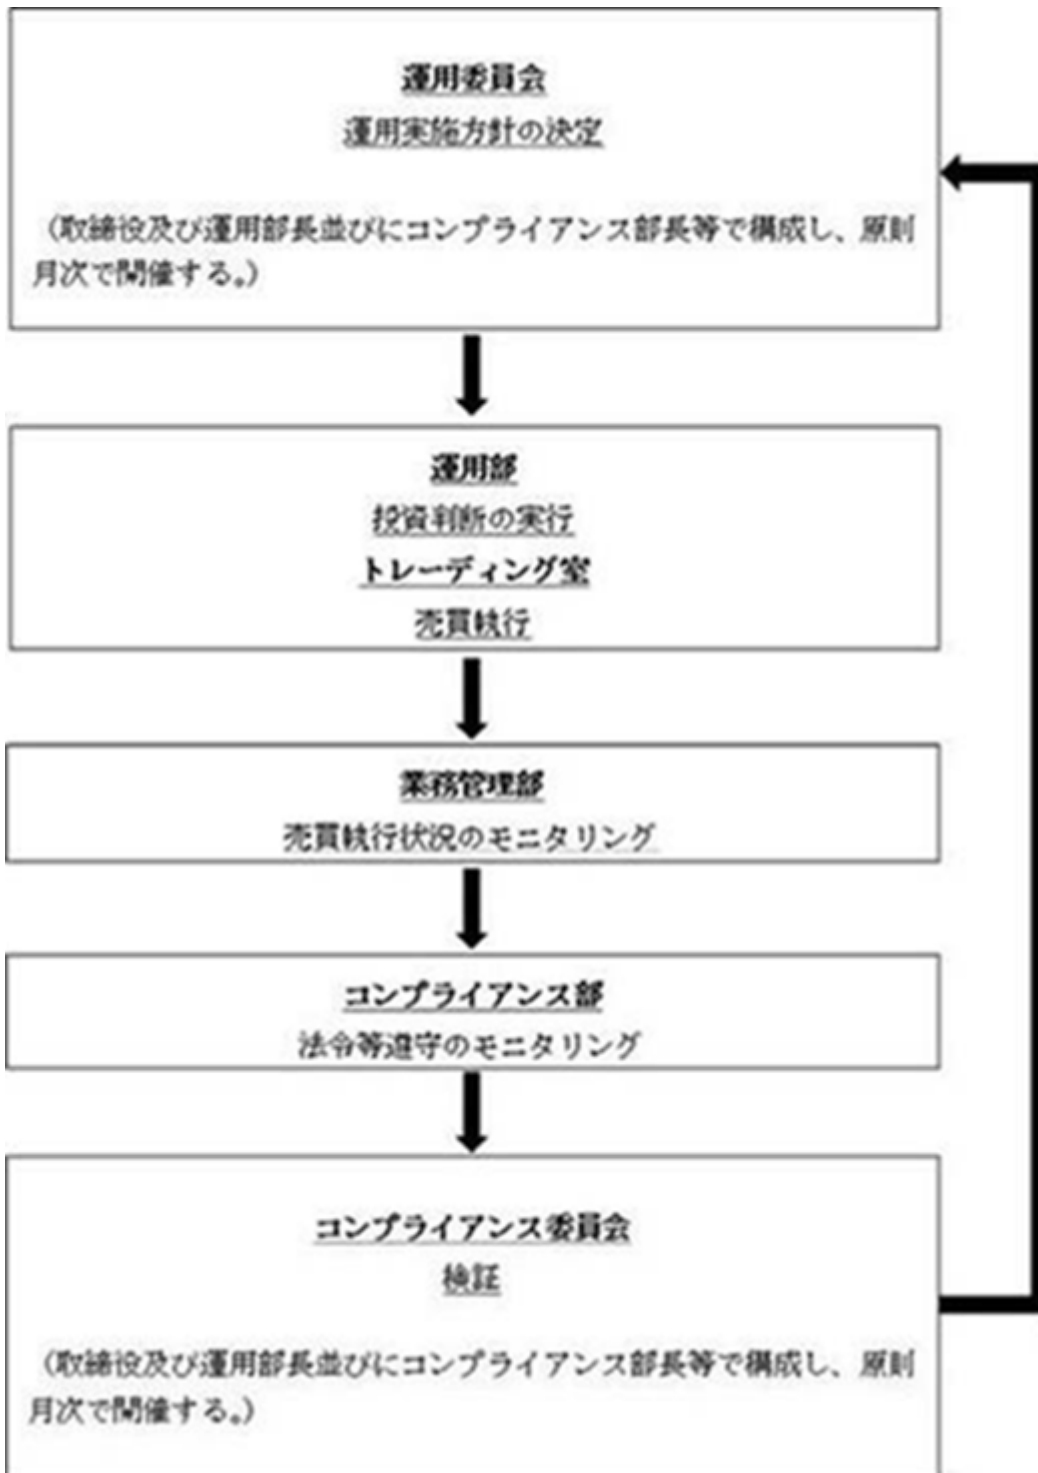 運用委員会
運用実施方針の決定
（取締役及び運用部長並びにコンプライアンス部長等で構成し、原則
月次で開催する。）
運用部
投資判断の実行
トレーディング室
売買執行
業務管理部
売買執行状況のモニタリング
コンプライアンス部
法令等遵守のモニタリング
コンプライアンス委員会
検証
（取締役及び運用部長並びにコンプライアンス部長等で構成し、原則
月次で開催する。）